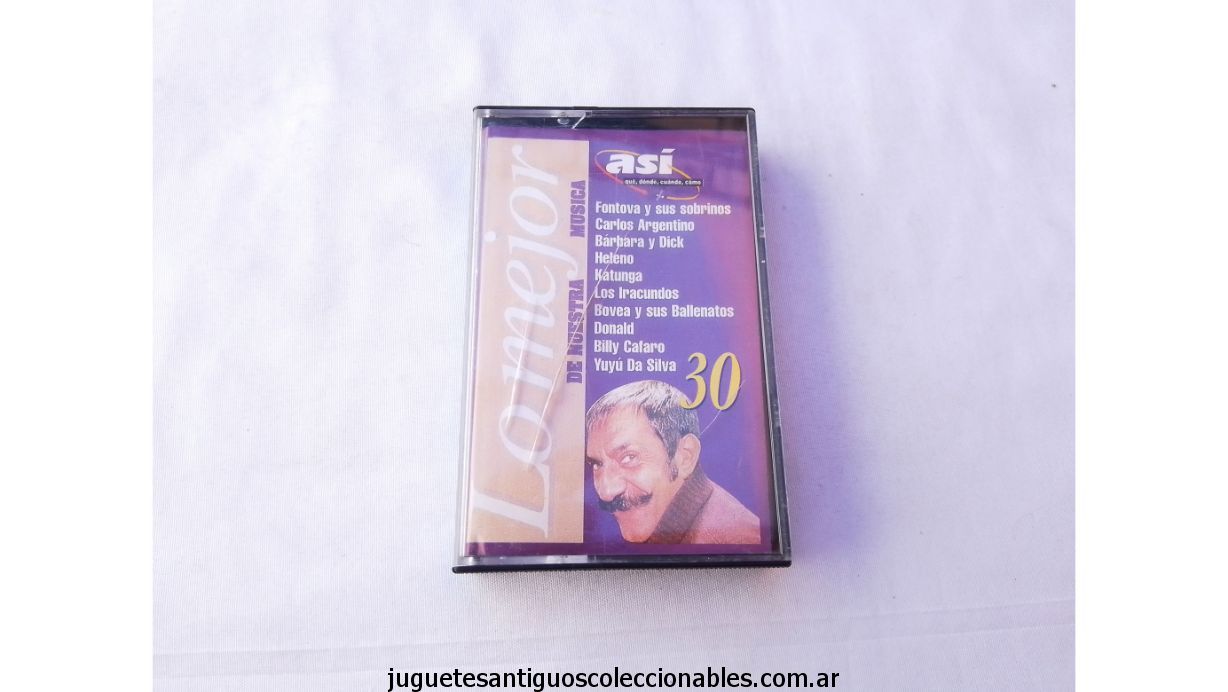 Lo mejor
DE NUESTRA MUSICA
así
qué, dónde, cuándo, cómo
Fontova y sus sobrinos
Carlos Argentino
Bárbara y Dick
Heleno
Katunga
Los Iracundos
Bovea y sus Ballenatos
Donald
Billy Cafaro
Yuyú Da Silva
30
juguetesantiguoscoleccionables.com.ar